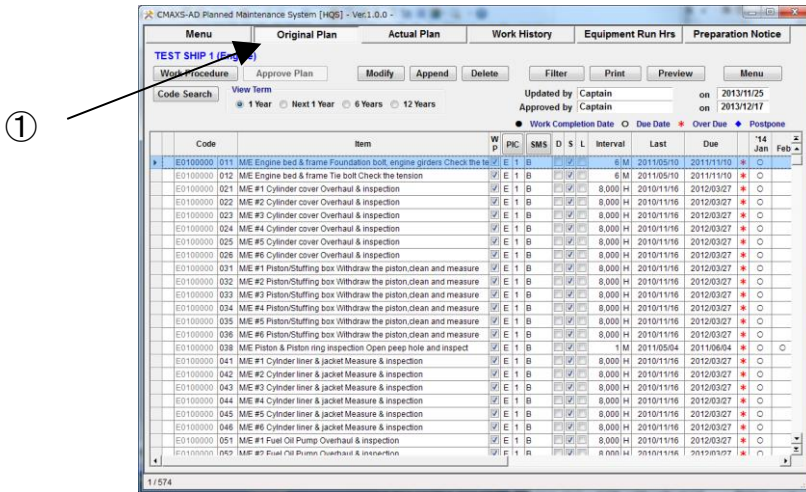 CMAXS-AD Planned Maintenance System [HQS] - Ver.1.0.0 -
Menu Original Plan Actual Plan Work History Equipment Run Hrs Preparation Notice
①
TEST SHIP 1 (Engine)
Work Procedure Approve Plan Modify Append Delete Filter Print Preview Menu
Code Search View Term Updated by Captain on 2013/11/25
1 Year Next 1 Year 6 Years 12 Years Approved by Captain on 2013/12/17
● Work Completion Date ○ Due Date * Over Due ◆ Postpone
Code Item W P PIC SMS D S L Interval Last Due '14 Jan Feb
E0100000 011 M/E Engine bed & frame Foundation bolt, engine girders Check the te E 1 B 6 M 2011/05/10 2011/11/10 * ○
E0100000 012 M/E Engine bed & frame Tie bolt Check the tension E 1 B 6 M 2011/05/10 2011/11/10 * ○
E0100000 021 M/E #1 Cylinder cover Overhaul & inspection E 1 B 8,000 H 2010/11/16 2012/03/27 * ○
E0100000 022 M/E #2 Cylinder cover Overhaul & inspection E 1 B 8,000 H 2010/11/16 2012/03/27 * ○
E0100000 023 M/E #3 Cylinder cover Overhaul & inspection E 1 B 8,000 H 2010/11/16 2012/03/27 * ○
E0100000 024 M/E #4 Cylinder cover Overhaul & inspection E 1 B 8,000 H 2010/11/16 2012/03/27 * ○
E0100000 025 M/E #5 Cylinder cover Overhaul & inspection E 1 B 8,000 H 2010/11/16 2012/03/27 * ○
E0100000 026 M/E #6 Cylinder cover Overhaul & inspection E 1 B 8,000 H 2010/11/16 2012/03/27 * ○
E0100000 031 M/E #1 Piston/Stuffing box Withdraw the piston,clean and measure E 1 B 8,000 H 2010/11/16 2012/03/27 * ○
E0100000 032 M/E #2 Piston/Stuffing box Withdraw the piston,clean and measure E 1 B 8,000 H 2010/11/16 2012/03/27 * ○
E0100000 033 M/E #3 Piston/Stuffing box Withdraw the piston,clean and measure E 1 B 8,000 H 2010/11/16 2012/03/27 * ○
E0100000 034 M/E #4 Piston/Stuffing box Withdraw the piston,clean and measure E 1 B 8,000 H 2010/11/16 2012/03/27 * ○
E0100000 035 M/E #5 Piston/Stuffing box Withdraw the piston,clean and measure E 1 B 8,000 H 2010/11/16 2012/03/27 * ○
E0100000 036 M/E #6 Piston/Stuffing box Withdraw the piston,clean and measure E 1 B 8,000 H 2010/11/16 2012/03/27 * ○
E0100000 038 M/E Piston & Piston ring inspection Open peep hole and inspect E 1 B 1 M 2011/05/04 2011/06/04 * ○ ○
E0100000 041 M/E #1 Cylnder liner & jacket Measure & inspection E 1 B 8,000 H 2010/11/16 2012/03/27 * ○
E0100000 042 M/E #2 Cylnder liner & jacket Measure & inspection E 1 B 8,000 H 2010/11/16 2012/03/27 * ○
E0100000 043 M/E #3 Cylnder liner & jacket Measure & inspection E 1 B 8,000 H 2010/11/16 2012/03/27 * ○
E0100000 044 M/E #4 Cylinder liner & jacket Measure & inspection E 1 B 8,000 H 2010/11/16 2012/03/27 * ○
E0100000 045 M/E #5 Cylinder liner & jacket Measure & inspection E 1 B 8,000 H 2010/11/16 2012/03/27 * ○
E0100000 046 M/E #6 Cylinder liner & jacket Measure & inspection E 1 B 8,000 H 2010/11/16 2012/03/27 * ○
E0100000 051 M/E #1 Fuel Oil Pump Overhaul & inspection E 1 B 8,000 H 2010/11/16 2012/03/27 * ○
E0100000 052 M/E #2 Fuel Oil Pump Overhaul & inspection E 1 B 8,000 H 2010/11/16 2012/03/27 * ○
1 / 574